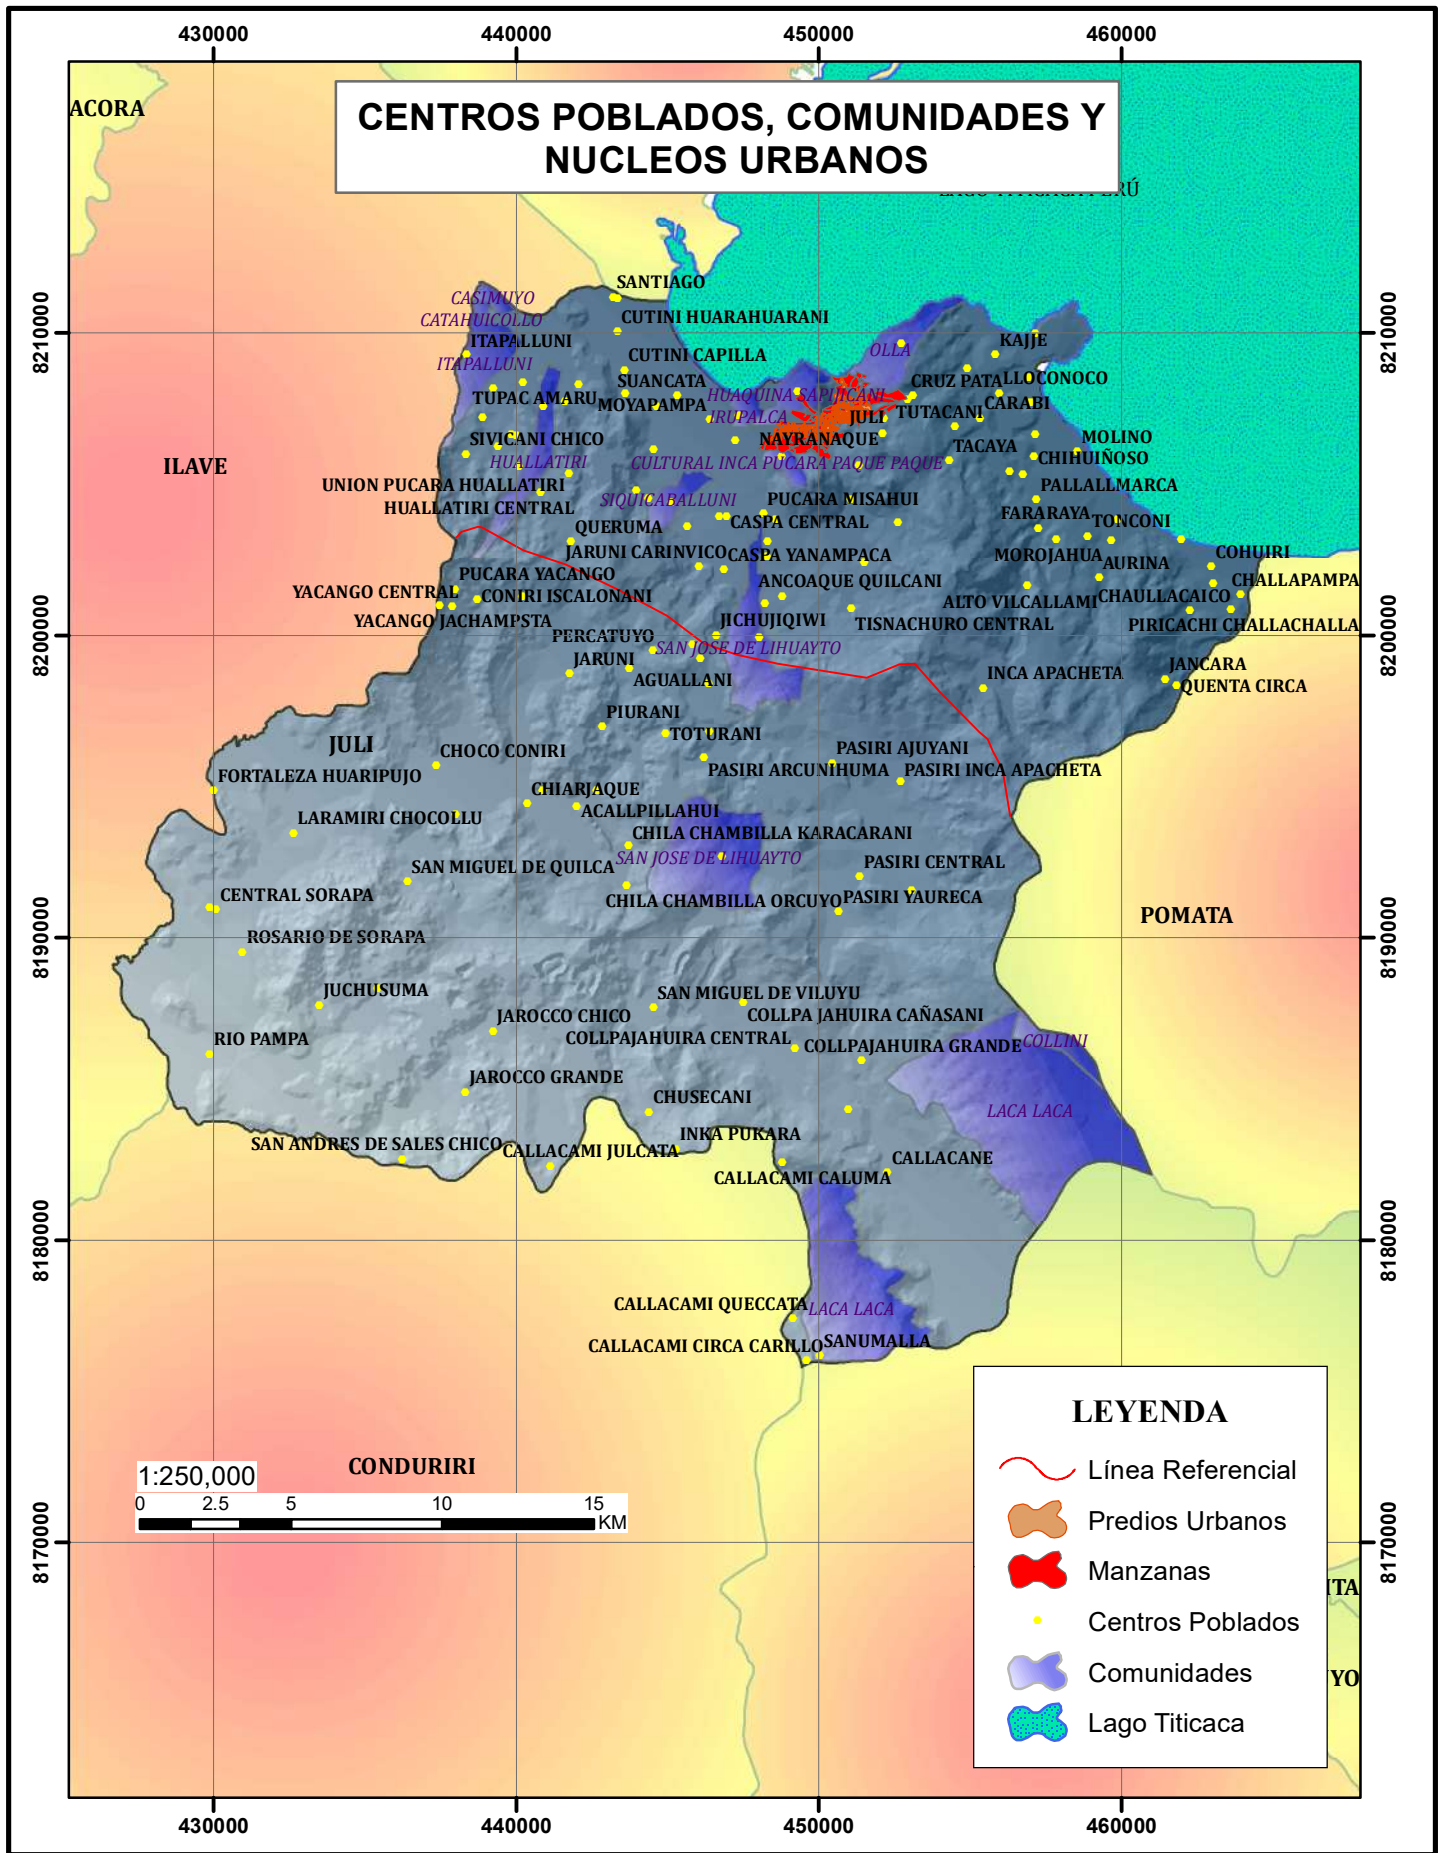 430000
440000
450000
460000
ACORA
CENTROS POBLADOS, COMUNIDADES Y
NUCLEOS URBANOS
SANTIAGO
CASIMUYO
CUTINI HUARAHUARANI
CATAHUICOLLO
8210000
8210000
ITAPALLUNI
KAJJE
OLLA
CUTINI CAPILLA
ITAPALLUNI
SUANCATA
CRUZ PATA
LLOCONOCO
TUPAC AMARU
MOYAPAMPA
HUAQUINA SAPIJICANI
CARABI
IRUPALCA
JULI
TUTACANI
SIVICANI CHICO
NAYRANAQUE
TACAYA
MOLINO
ILAVE
HUALLATIRI
CULTURAL INCA PUCARA PAQUE PAQUE
CHIHUIÑOSO
UNION PUCARA HUALLATIRI
PALLALLMARCA
HUALLATIRI CENTRAL
SIQUICABALLUNI
PUCARA MISAHUI
FARARAYA
QUERUMA
CASPA CENTRAL
TONCONI
JARUNI CARINVICO
CASPA YANAMPACA
MOROJAHUA
COHUIRI
AURINA
PUCARA YACANGO
ANCOAQUE QUILCANI
CHALLAPAMPA
YACANGO CENTRAL
CONIRI ISCALONANI
ALTO VILCALLAMI
CHAULLACAICO
YACANGO JACHAMPSTA
JICHUJIQIWI
TISNACHURO CENTRAL
PIRICACHI CHALLACHALLA
8200000
8200000
PERCATUYO
SAN JOSE DE LIHUAYTO
JARUNI
JANCARA
AGUALLANI
INCA APACHETA
QUENTA CIRCA
PIURANI
TOTURANI
JULI
CHOCO CONIRI
PASIRI AJUYANI
FORTALEZA HUARIPUJO
PASIRI ARCUNIHUMA
PASIRI INCA APACHETA
CHIARJAQUE
LARAMIRI CHOCOLLU
ACALLPILLAHUI
CHILA CHAMBILLA KARACARANI
SAN MIGUEL DE QUILCA
SAN JOSE DE LIHUAYTO
PASIRI CENTRAL
CENTRAL SORAPA
CHILA CHAMBILLA ORCUYO
PASIRI YAURECA
POMATA
ROSARIO DE SORAPA
8190000
8190000
JUCHUSUMA
SAN MIGUEL DE VILUYU
JAROCCO CHICO
COLLPA JAHUIRA CAÑASANI
RIO PAMPA
COLLPAJAHUIRA CENTRAL
COLLPAJAHUIRA GRANDE
COLLINI
JAROCCO GRANDE
CHUSECANI
LACA LACA
SAN ANDRES DE SALES CHICO
INKA PUKARA
CALLACAMI JULCATA
CALLACANE
CALLACAMI CALUMA
8180000
8180000
CALLACAMI QUECCATA
LACA LACA
CALLACAMI CIRCA CARILLO
SANUMALLA
CONDURIRI
1:250,000
0 2.5 5 10 15
KM
8170000
8170000
LEYENDA
Línea Referencial
Predios Urbanos
Manzanas
Centros Poblados
Comunidades
Lago Titicaca
430000
440000
450000
460000